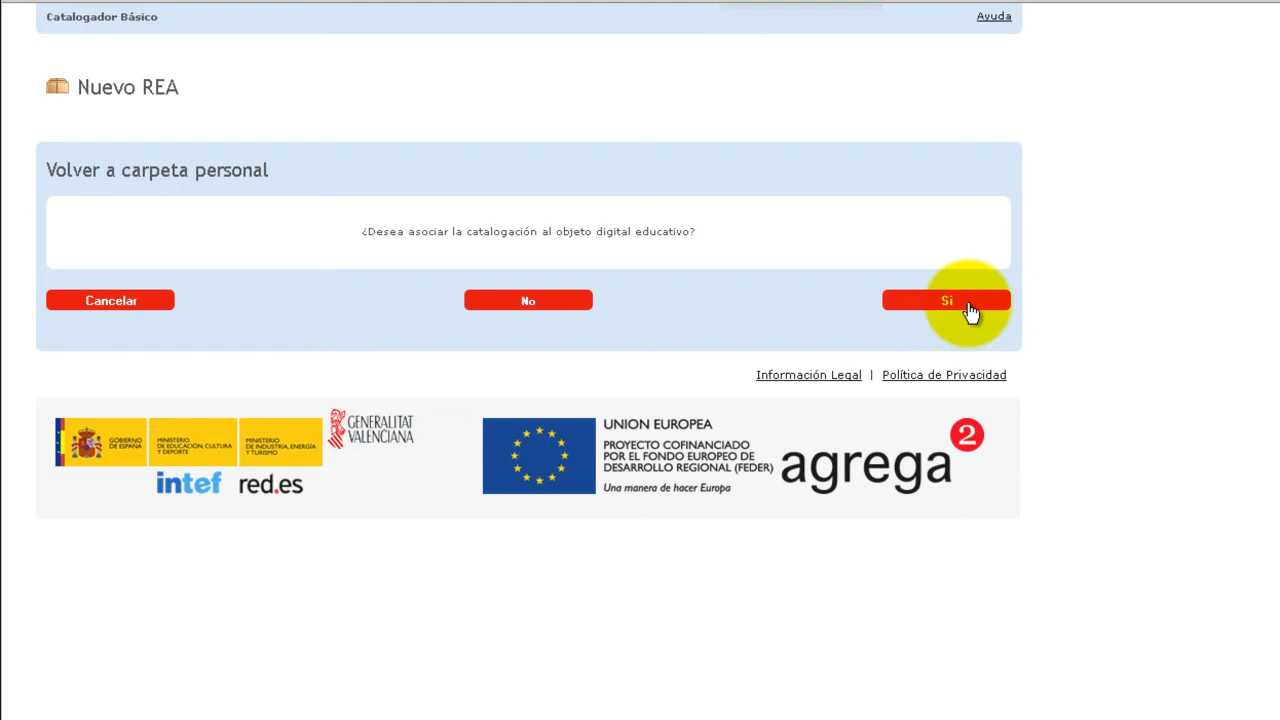 Catalogador Básico
Ayuda
Nuevo REA
Volver a carpeta personal
¿Desea asociar la catalogación al objeto digital educativo?
Cancelar
No
Si
Información Legal | Política de Privacidad
GOBIERNO
DE ESPAÑA
MINISTERIO
DE EDUCACIÓN, CULTURA
Y DEPORTE
MINISTERIO
DE INDUSTRIA, ENERGÍA
Y TURISMO
GENERALITAT
VALENCIANA
intef red.es
UNION EUROPEA
PROYECTO COFINANCIADO
POR EL FONDO EUROPEO DE
DESARROLLO REGIONAL (FEDER)
Una manera de hacer Europa
agrega 2